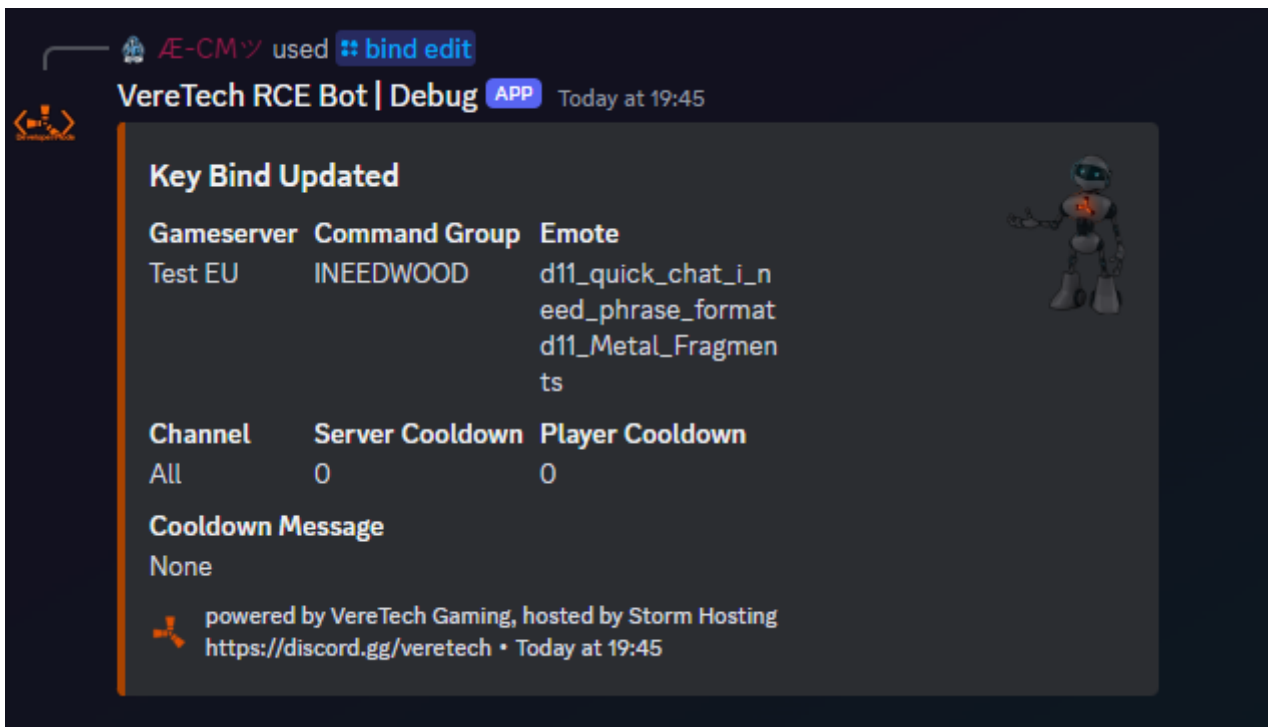 Æ-CMツ used bind edit
VereTech RCE Bot | Debug APP Today at 19:45
Key Bind Updated
Gameserver Command Group Emote
Test EU INEEDWOOD d11_quick_chat_i_n
eed_phrase_format
d11_Metal_Fragmen
ts
Channel Server Cooldown Player Cooldown
All 0 0
Cooldown Message
None
powered by VereTech Gaming, hosted by Storm Hosting
https://discord.gg/veretech • Today at 19:45